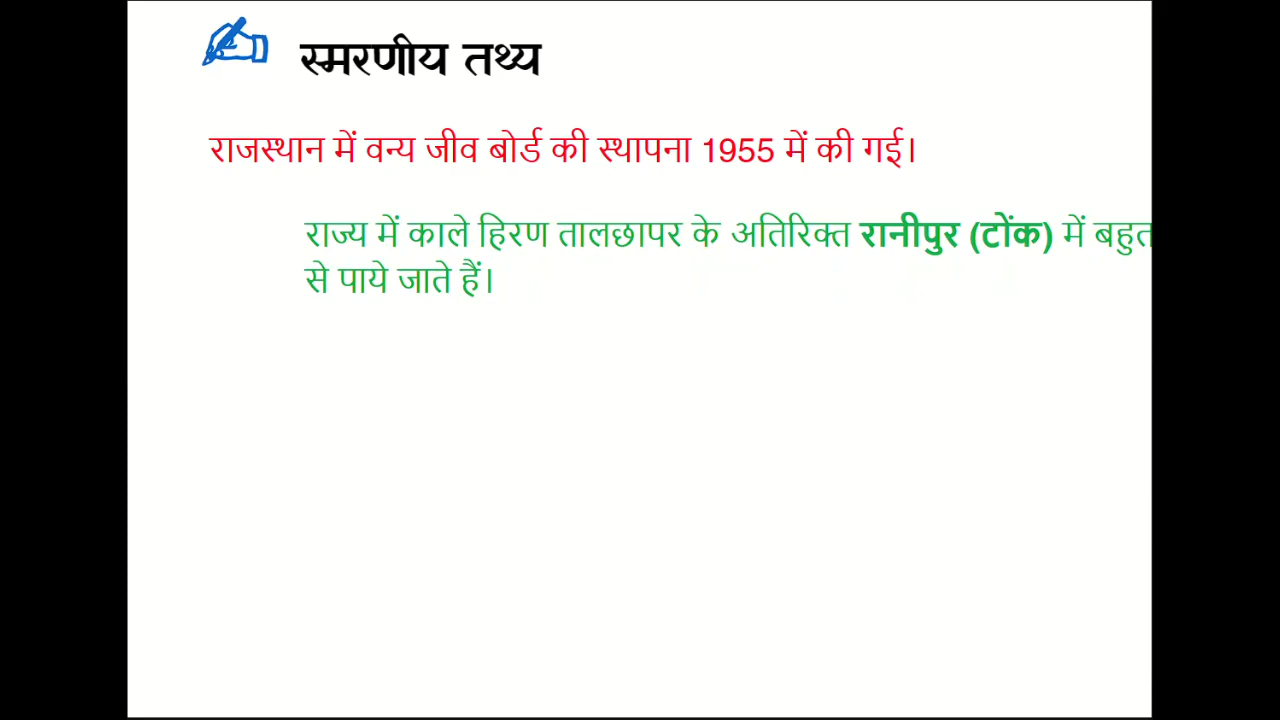 स्मरणीय तथ्य
राजस्थान में वन्य जीव बोर्ड की स्थापना 1955 में की गई।
राज्य में काले हिरण तालछापर के अतिरिक्त रानीपुर (टोंक) में बहुत
से पाये जाते हैं।